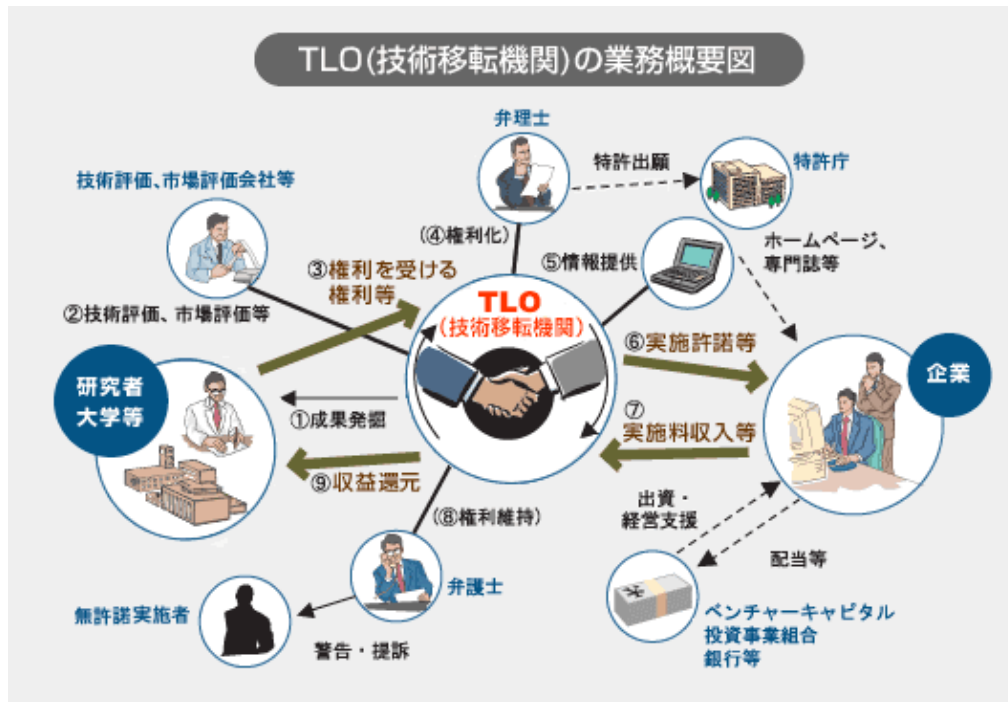 TLO(技術移転機関)の業務概要図
弁理士
特許出願
特許庁
技術評価、市場評価会社等
(④権利化)
ホームページ、
専門誌等
⑤情報提供
③権利を受ける
権利等
②技術評価、市場評価等
TLO
(技術移転機関)
⑥実施許諾等
研究者
大学等
企業
①成果発掘
⑦
実施料収入等
⑨収益還元
(⑧権利維持)
出資・
経営支援
配当等
弁護士
無許諾実施者
警告・提訴
ベンチャーキャピタル
投資事業組合
銀行等